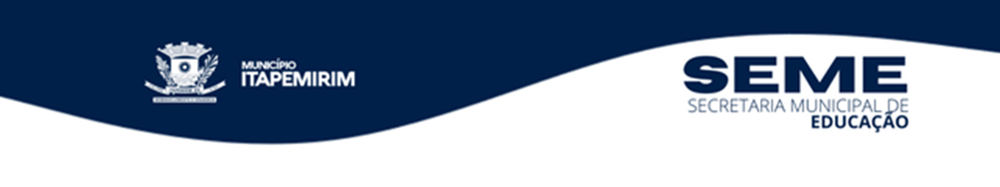 MUNICÍPIO
ITAPEMIRIM
SEME
SECRETARIA MUNICIPAL DE
EDUCAÇÃO